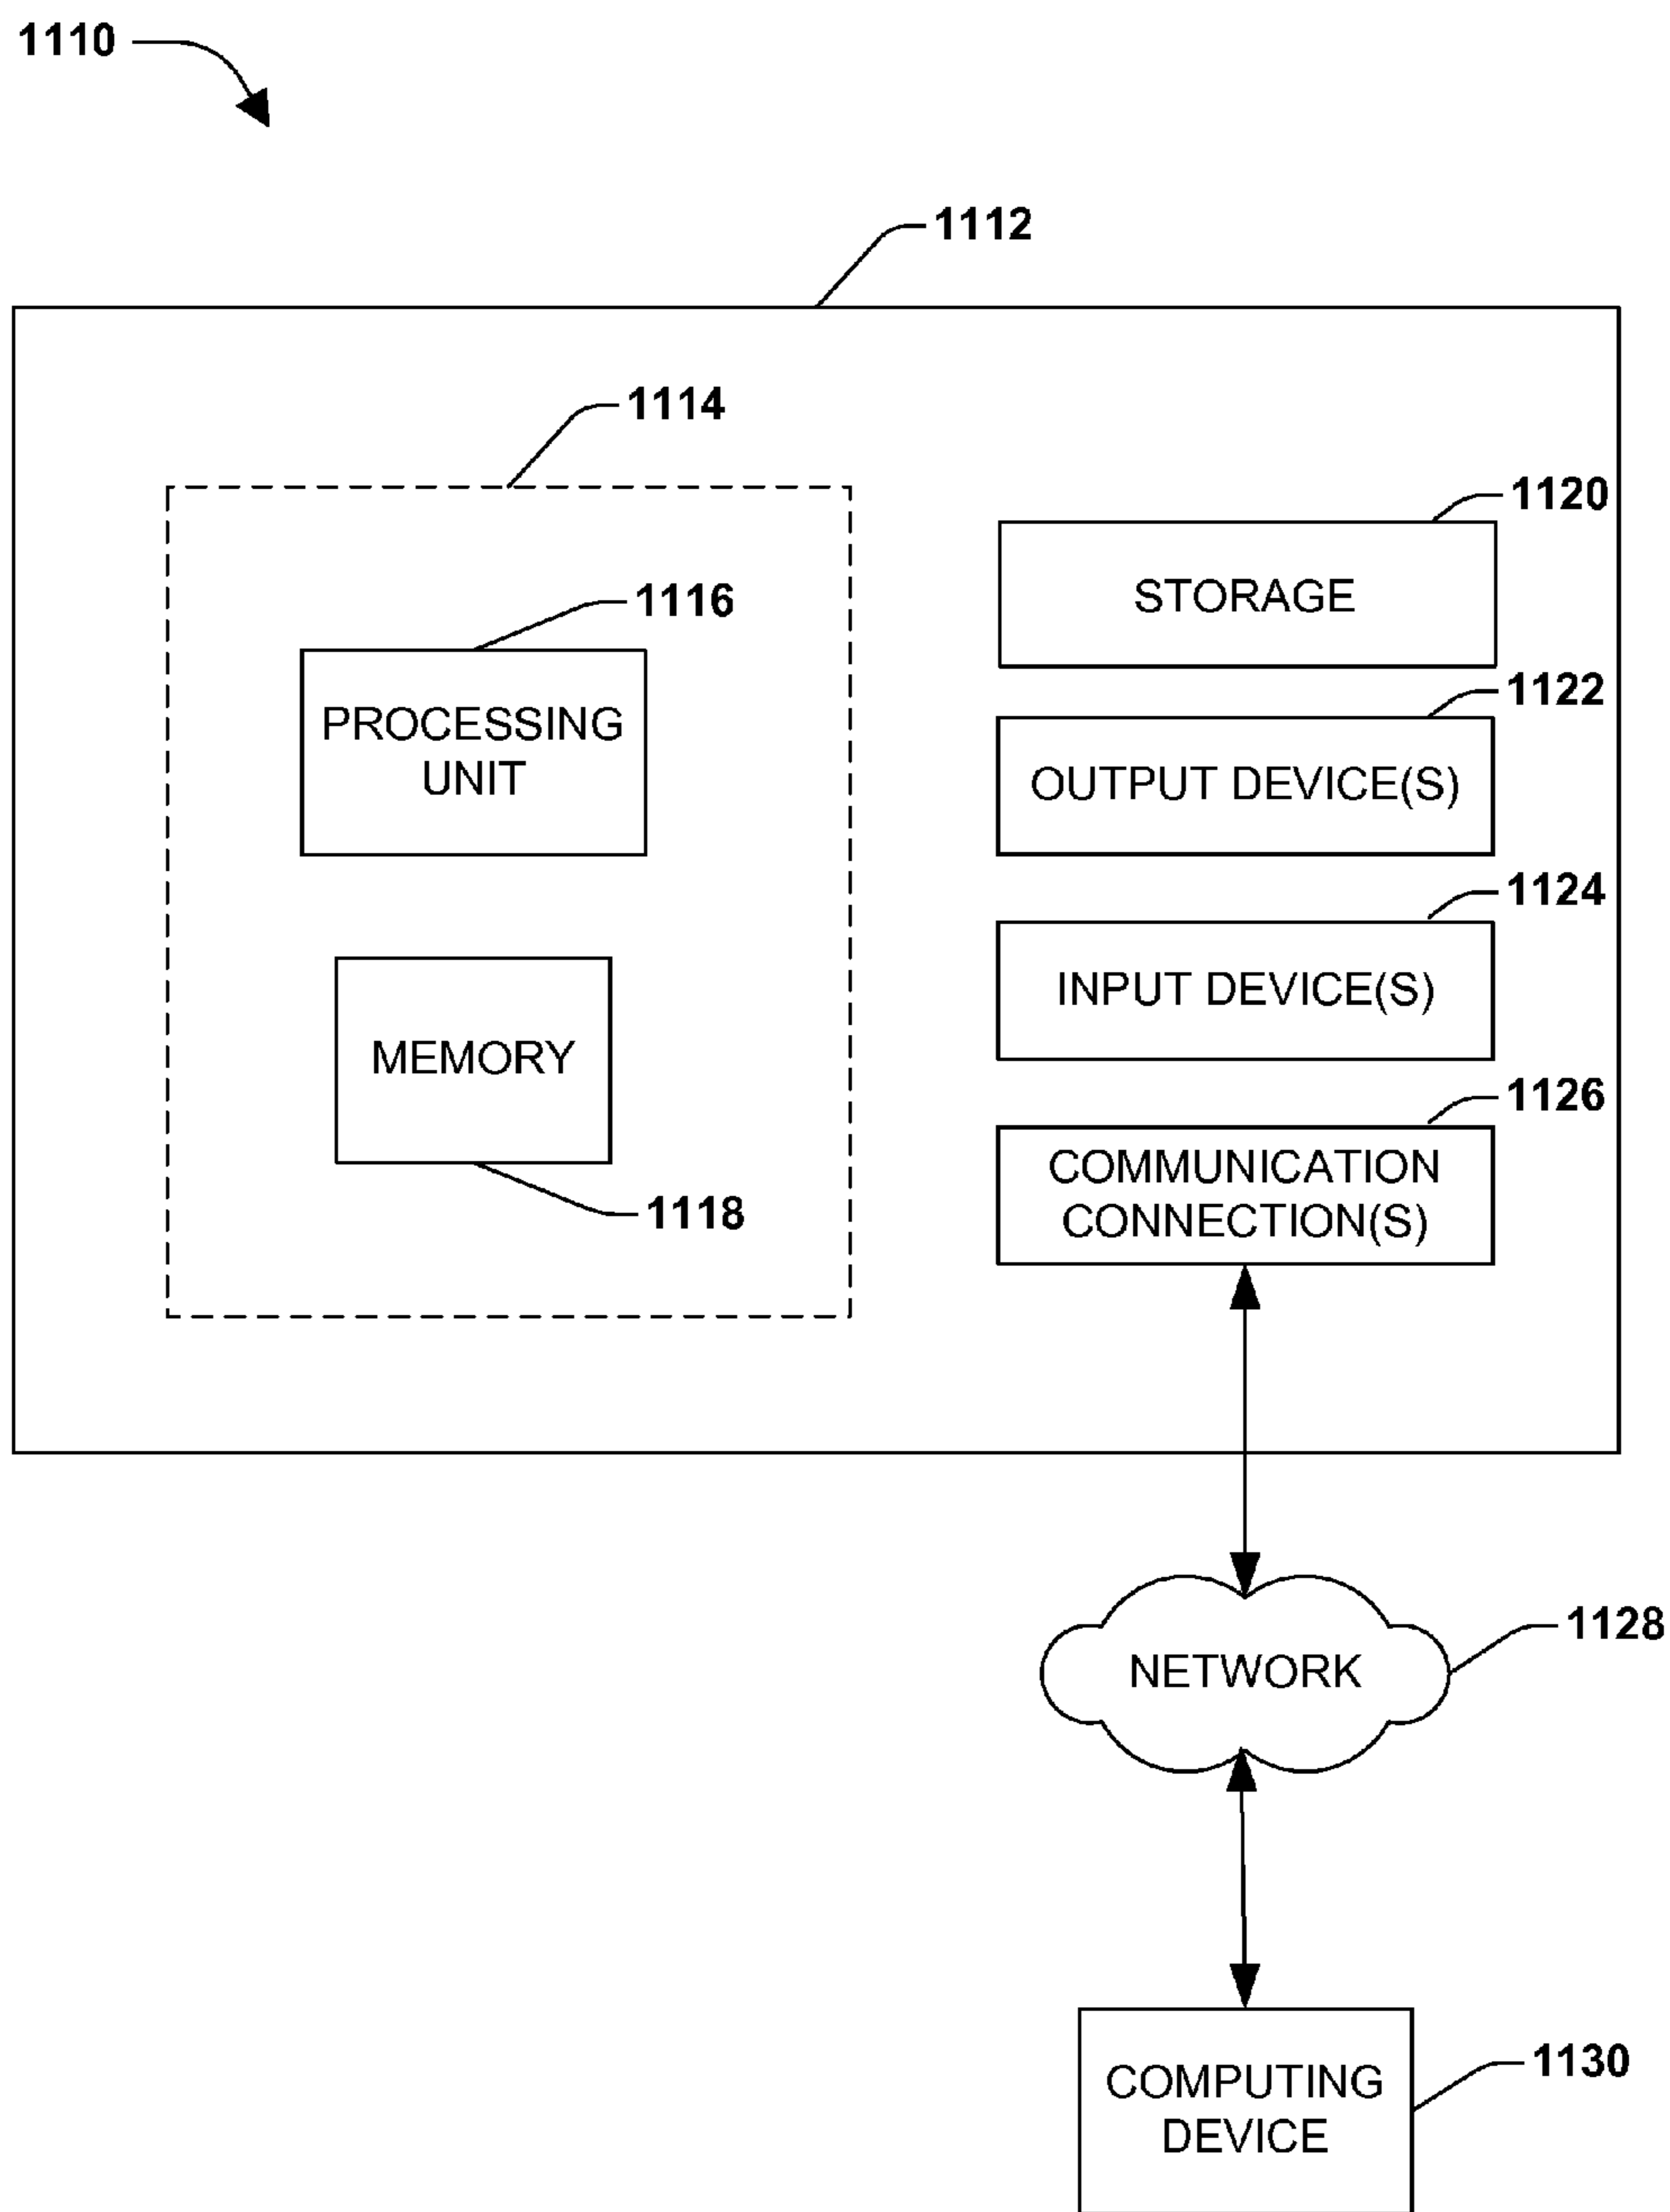 1110
1112
1114
1120
STORAGE
1116
PROCESSING
UNIT
1122
OUTPUT DEVICE(S)
1124
INPUT DEVICE(S)
MEMORY
1118
1126
COMMUNICATION
CONNECTION(S)
1128
NETWORK
1130
COMPUTING
DEVICE